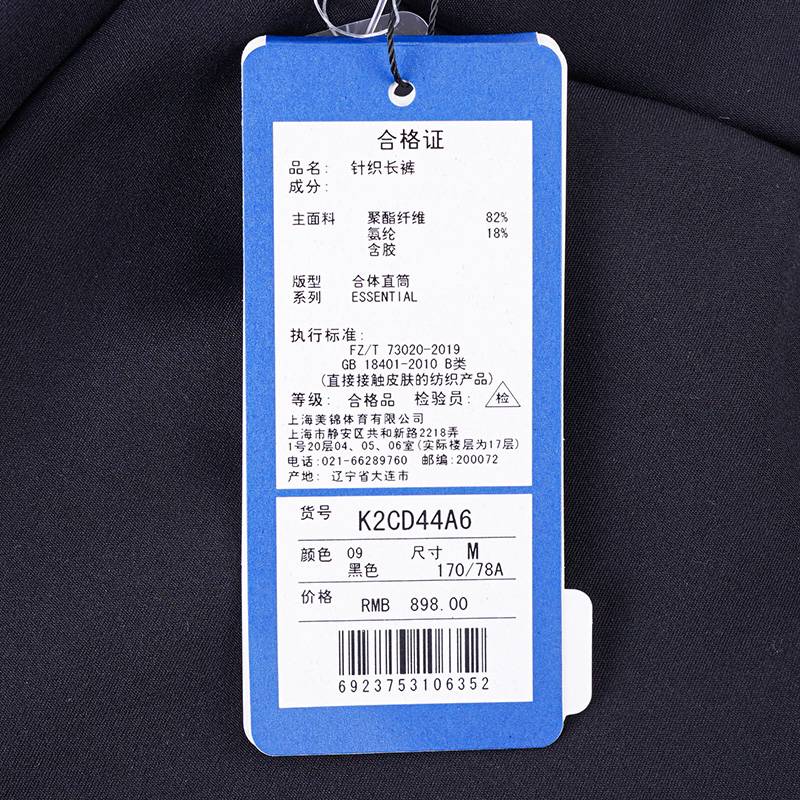 合格证
品名: 针织长裤
成分:
主面料 聚酯纤维 82%
氨纶 18%
含胶
版型 合体直筒
系列 ESSENTIAL
执行标准:
FZ/T 73020-2019
GB 18401-2010 B类
(直接接触皮肤的纺织产品)
等级: 合格品 检验员: 检
上海美锦体育有限公司
上海市静安区共和新路2218弄
1号20层04、05、06室(实际楼层为17层)
电话:021-66289760 邮编:200072
产地: 辽宁省大连市
货号 K2CD44A6
颜色 09 尺寸 M
黑色 170/78A
价格 RMB 898.00
6923753106352